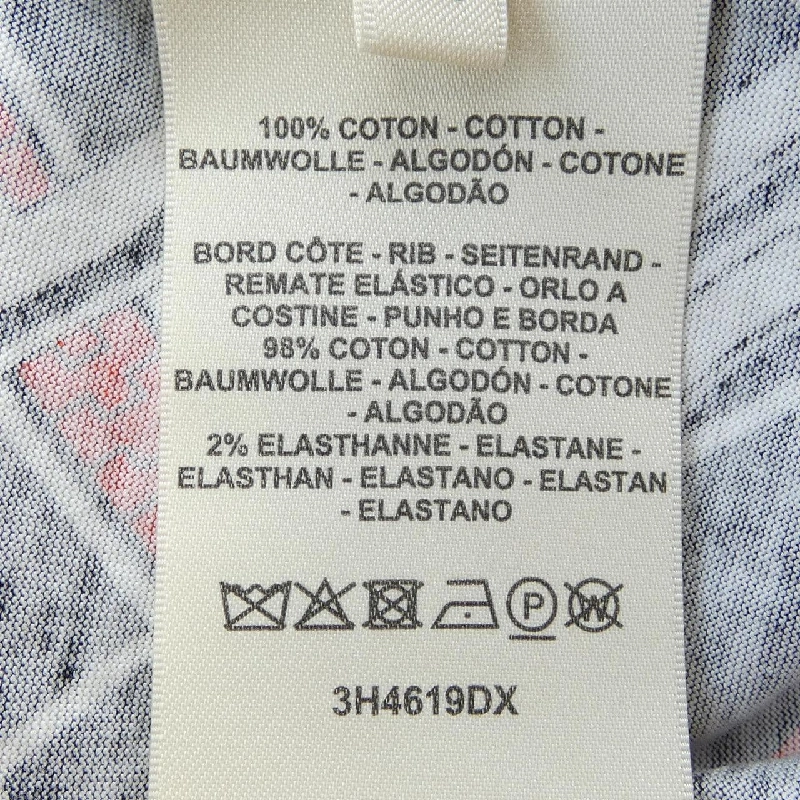 100% COTON - COTTON -
BAUMWOLLE - ALGODÓN - COTONE
- ALGODÃO
BORD CÔTE - RIB - SEITENRAND -
REMATE ELÁSTICO - ORLO A
COSTINE - PUNHO E BORDA
98% COTON - COTTON -
BAUMWOLLE - ALGODÓN - COTONE
- ALGODÃO
2% ELASTHANNE - ELASTANE -
ELASTHAN - ELASTANO - ELASTAN
- ELASTANO
P W
3H4619DX